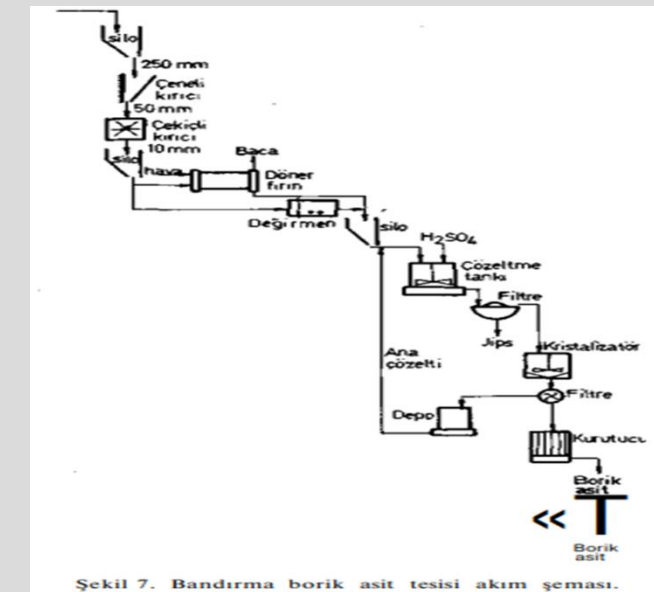 silo
250 mm
Çeneli
kırıcı
50 mm
Çekiçli
kırıcı
10 mm
silo
hava
Baca
Döner
fırın
Değirmen
silo
H₂SO₄
Çözeltme
tankı
Filtre
Jips
Kristalizatör
Ana
çözelti
Filtre
Depo
Kurutucu
Borik
asit
« T
Borik
asit
Şekil 7. Bandırma borik asit tesisi akım şeması.